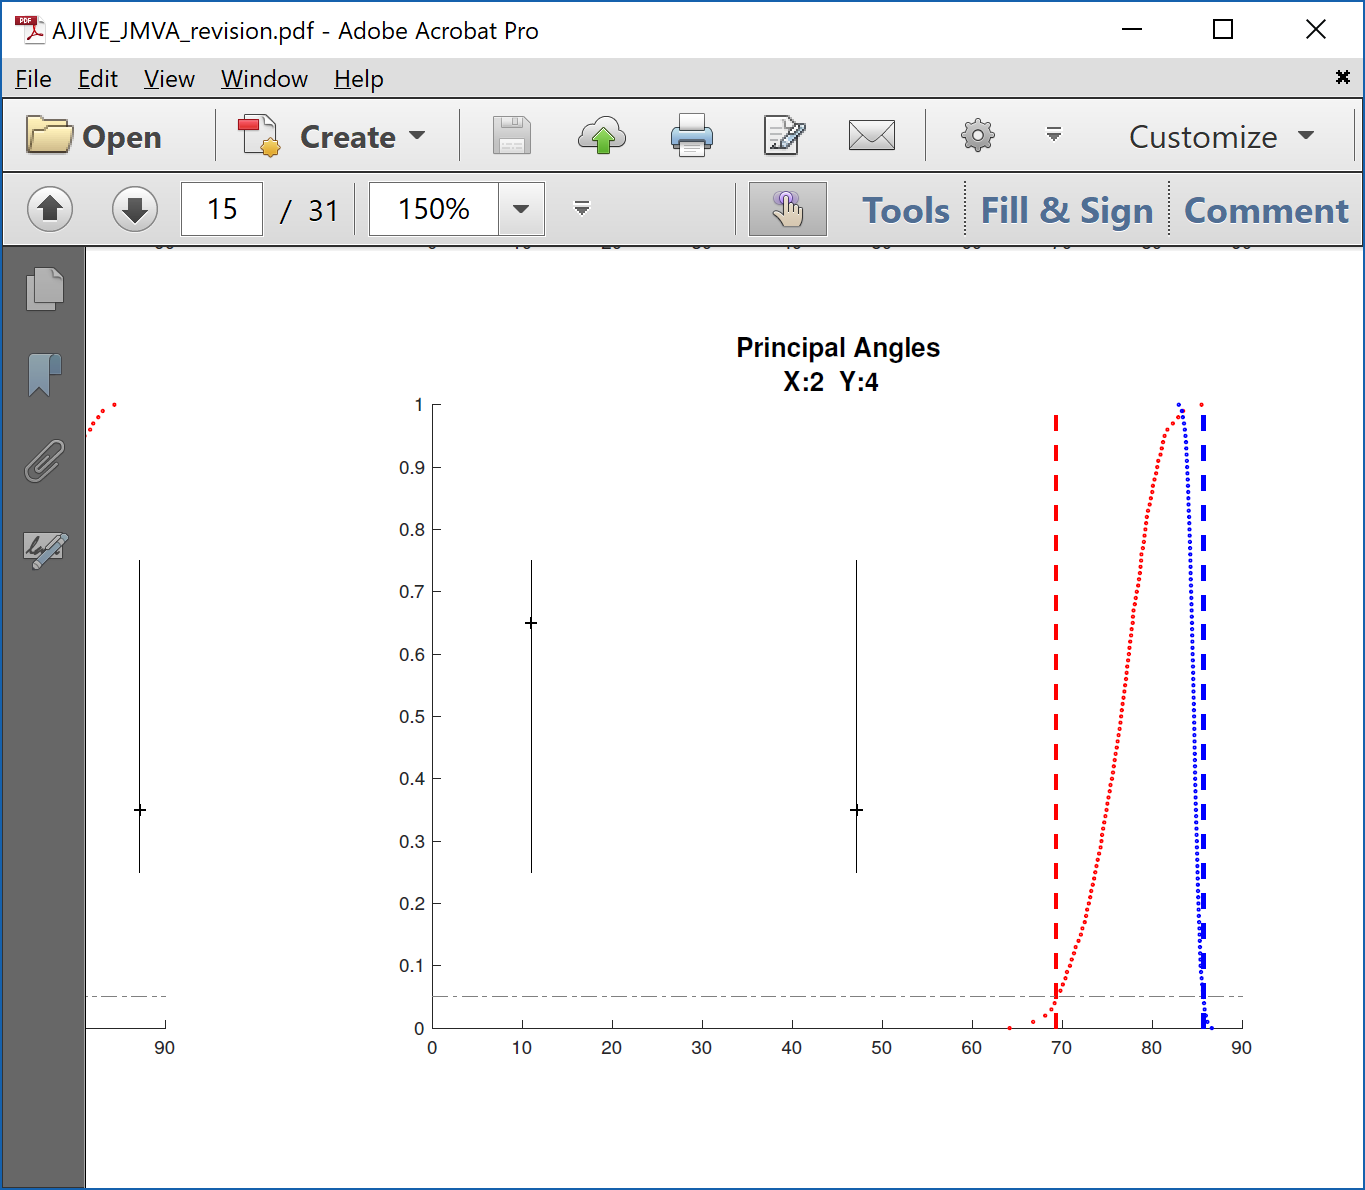 AJIVE_JMVA_revision.pdf - Adobe Acrobat Pro
File Edit View Window Help
Open Create Customize
15 / 31 150% Tools Fill & Sign Comment
Principal Angles
X:2 Y:4
1
0.9
0.8
0.7
0.6
0.5
0.4
0.3
0.2
0.1
0
90 0 10 20 30 40 50 60 70 80 90